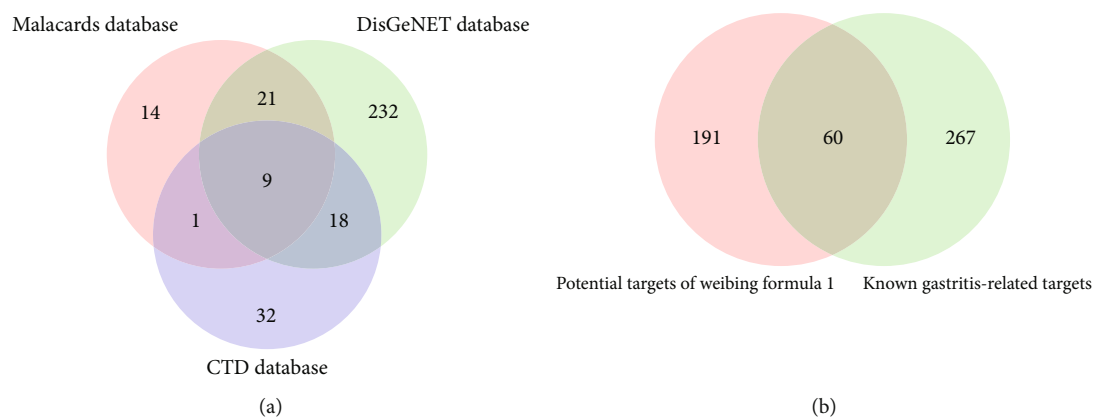 Malacards database
DisGeNET database
14
21
232
9
1
18
32
CTD database
(a)
191
60
267
Potential targets of weibing formula 1
Known gastritis-related targets
(b)